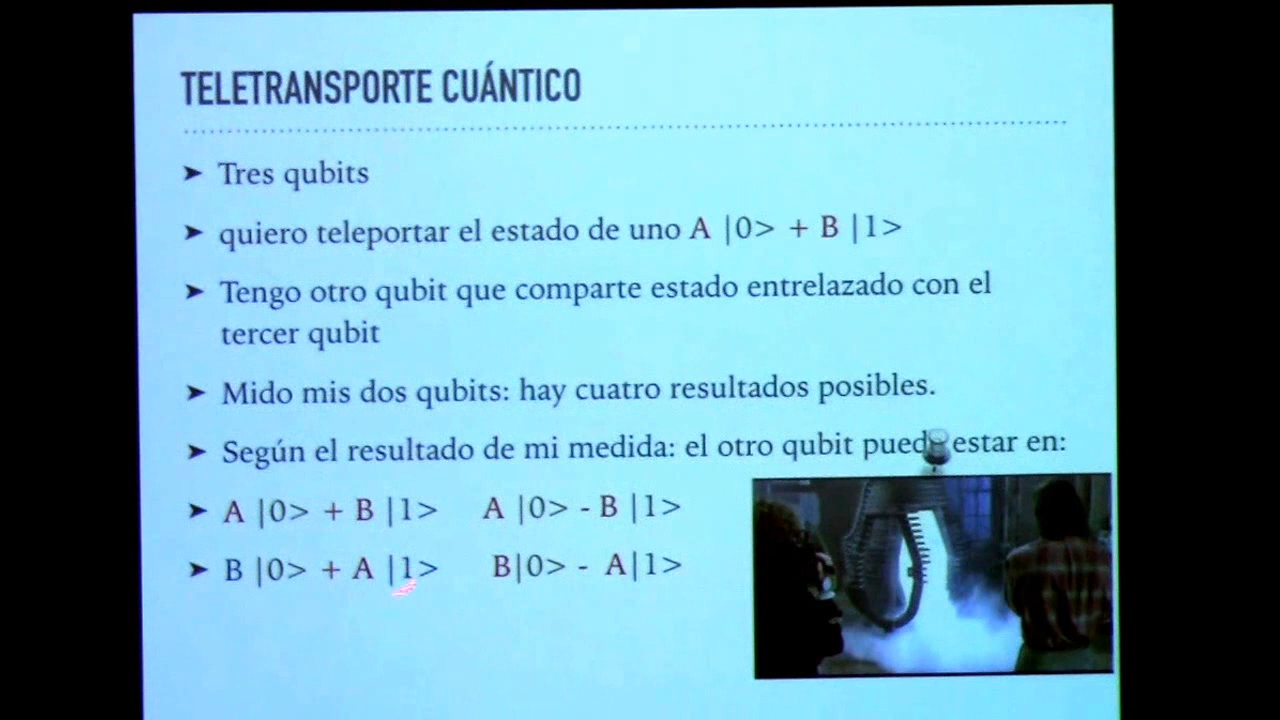 TELETRANSPORTE CUÁNTICO
➤ Tres qubits
➤ quiero teleportar el estado de uno A |0> + B |1>
➤ Tengo otro qubit que comparte estado entrelazado con el
tercer qubit
➤ Mido mis dos qubits: hay cuatro resultados posibles.
➤ Según el resultado de mi medida: el otro qubit puede estar en:
➤ A |0> + B |1> A |0> - B |1>
➤ B |0> + A |1> B|0> - A|1>